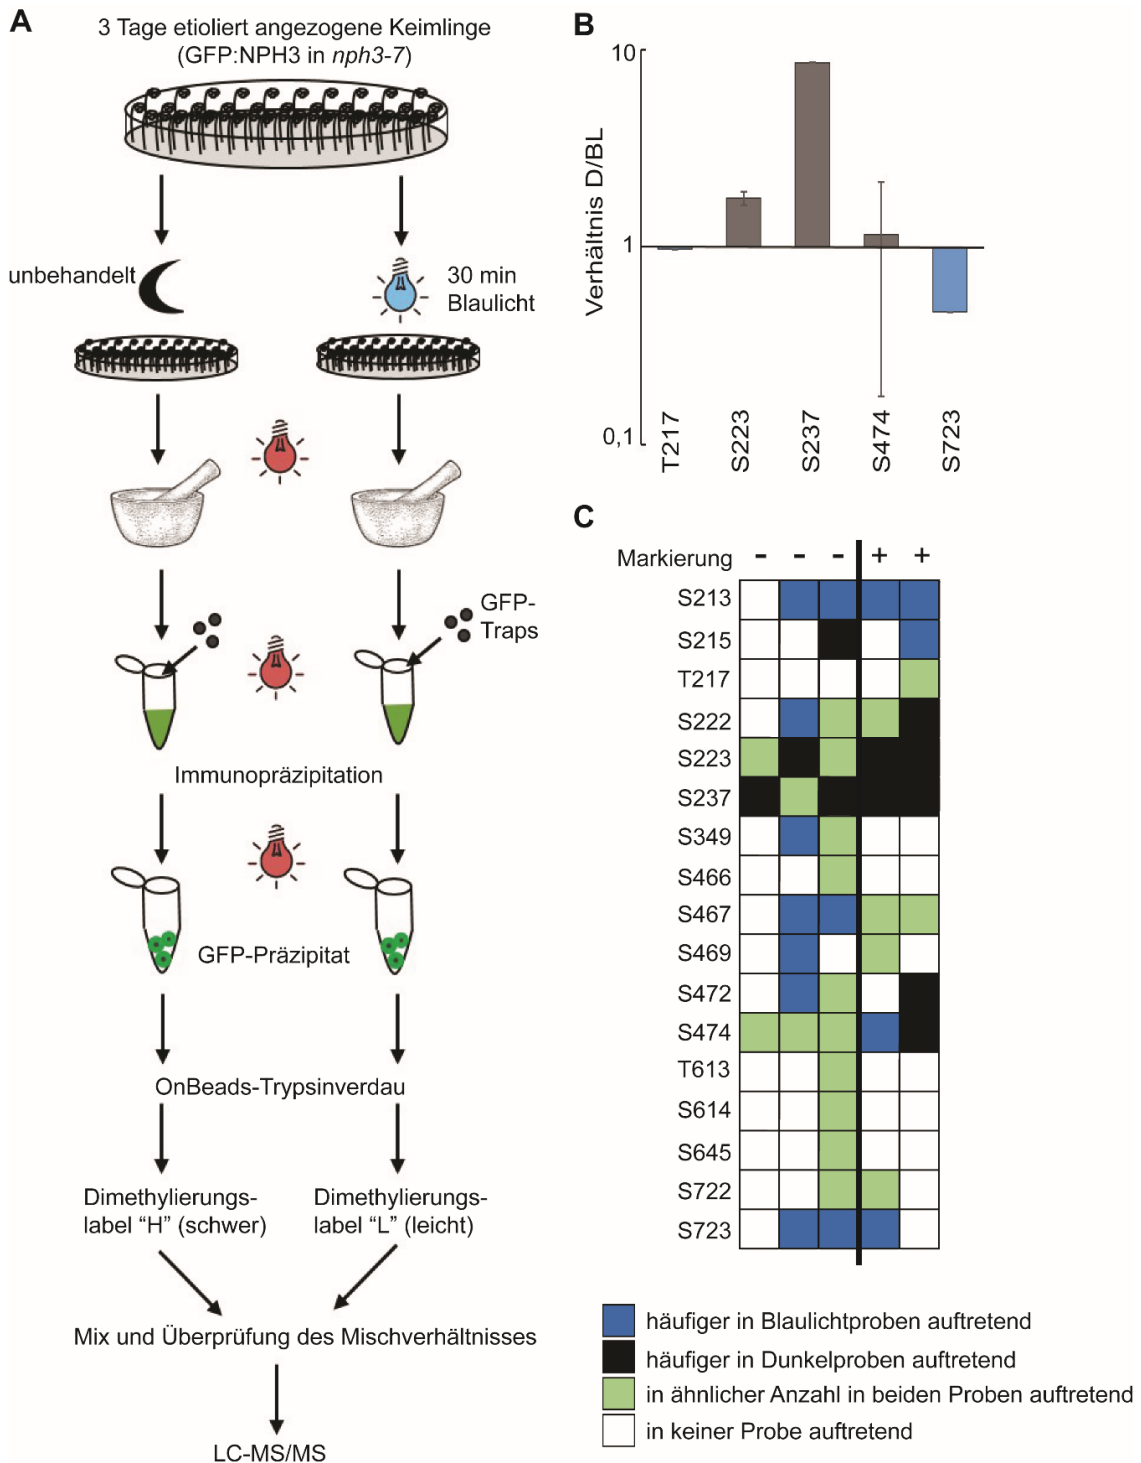 A
3 Tage etioliert angezogene Keimlinge
(GFP:NPH3 in nph3-7)
unbehandelt
30 min
Blaulicht
GFP-
Traps
Immunopräzipitation
GFP-Präzipitat
OnBeads-Trypsinverdau
Dimethylierungs-
label “H” (schwer)
Dimethylierungs-
label “L” (leicht)
Mix und Überprüfung des Mischverhältnisses
LC-MS/MS
B
Verhältnis D/BL
10
1
0,1
T217
S223
S237
S474
S723
C
Markierung - - - + +
S213
S215
T217
S222
S223
S237
S349
S466
S467
S469
S472
S474
T613
S614
S645
S722
S723
häufiger in Blaulichtproben auftretend
häufiger in Dunkelproben auftretend
in ähnlicher Anzahl in beiden Proben auftretend
in keiner Probe auftretend